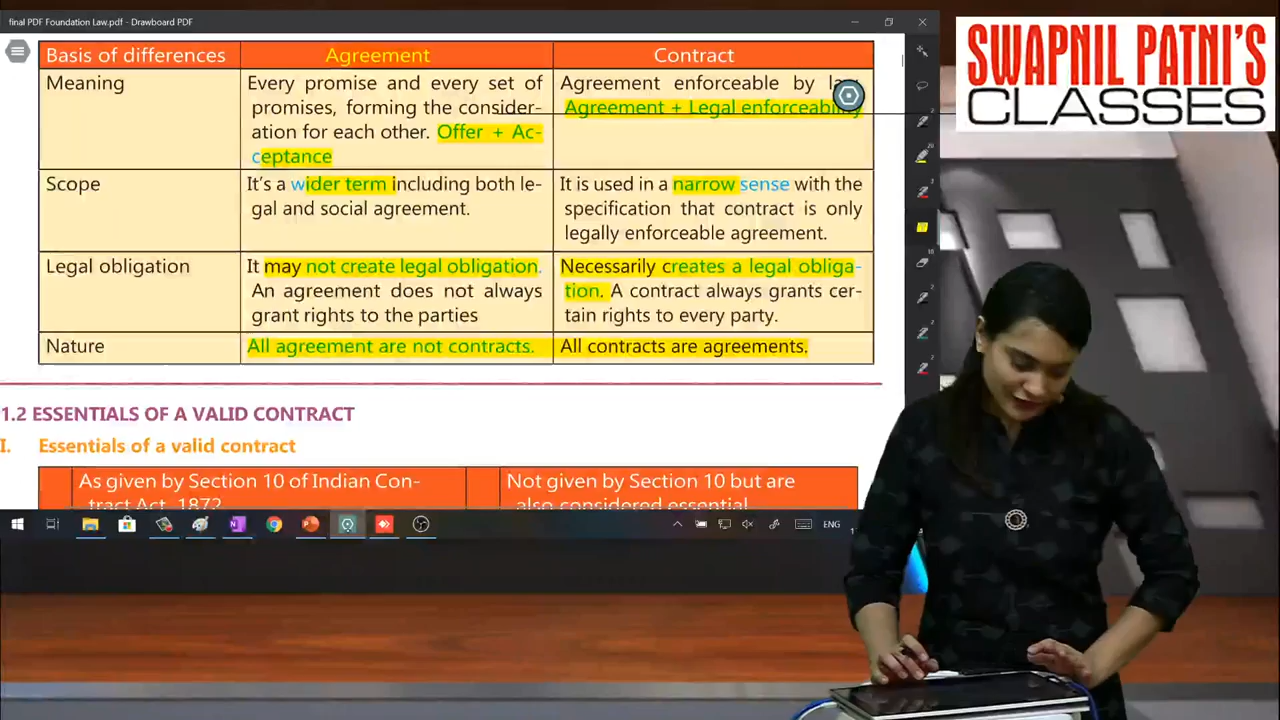 final PDF Foundation Law.pdf - Drawboard PDF
SWAPNIL PATNI'S
CLASSES
Basis of differences Agreement Contract
Meaning
Every promise and every set of
promises, forming the consider-
ation for each other. Offer + Ac-
ceptance
Agreement enforceable by
Agreement + Legal enforceability
Scope
It's a wider term including both le-
gal and social agreement.
It is used in a narrow sense with the
specification that contract is only
legally enforceable agreement.
Legal obligation
It may not create legal obligation.
An agreement does not always
grant rights to the parties
Necessarily creates a legal obliga-
tion. A contract always grants cer-
tain rights to every party.
Nature
All agreement are not contracts.
All contracts are agreements.
1.2 ESSENTIALS OF A VALID CONTRACT
I. Essentials of a valid contract
As given by Section 10 of Indian Con-
tract Act, 1872
Not given by Section 10 but are
also considered essential
ENG